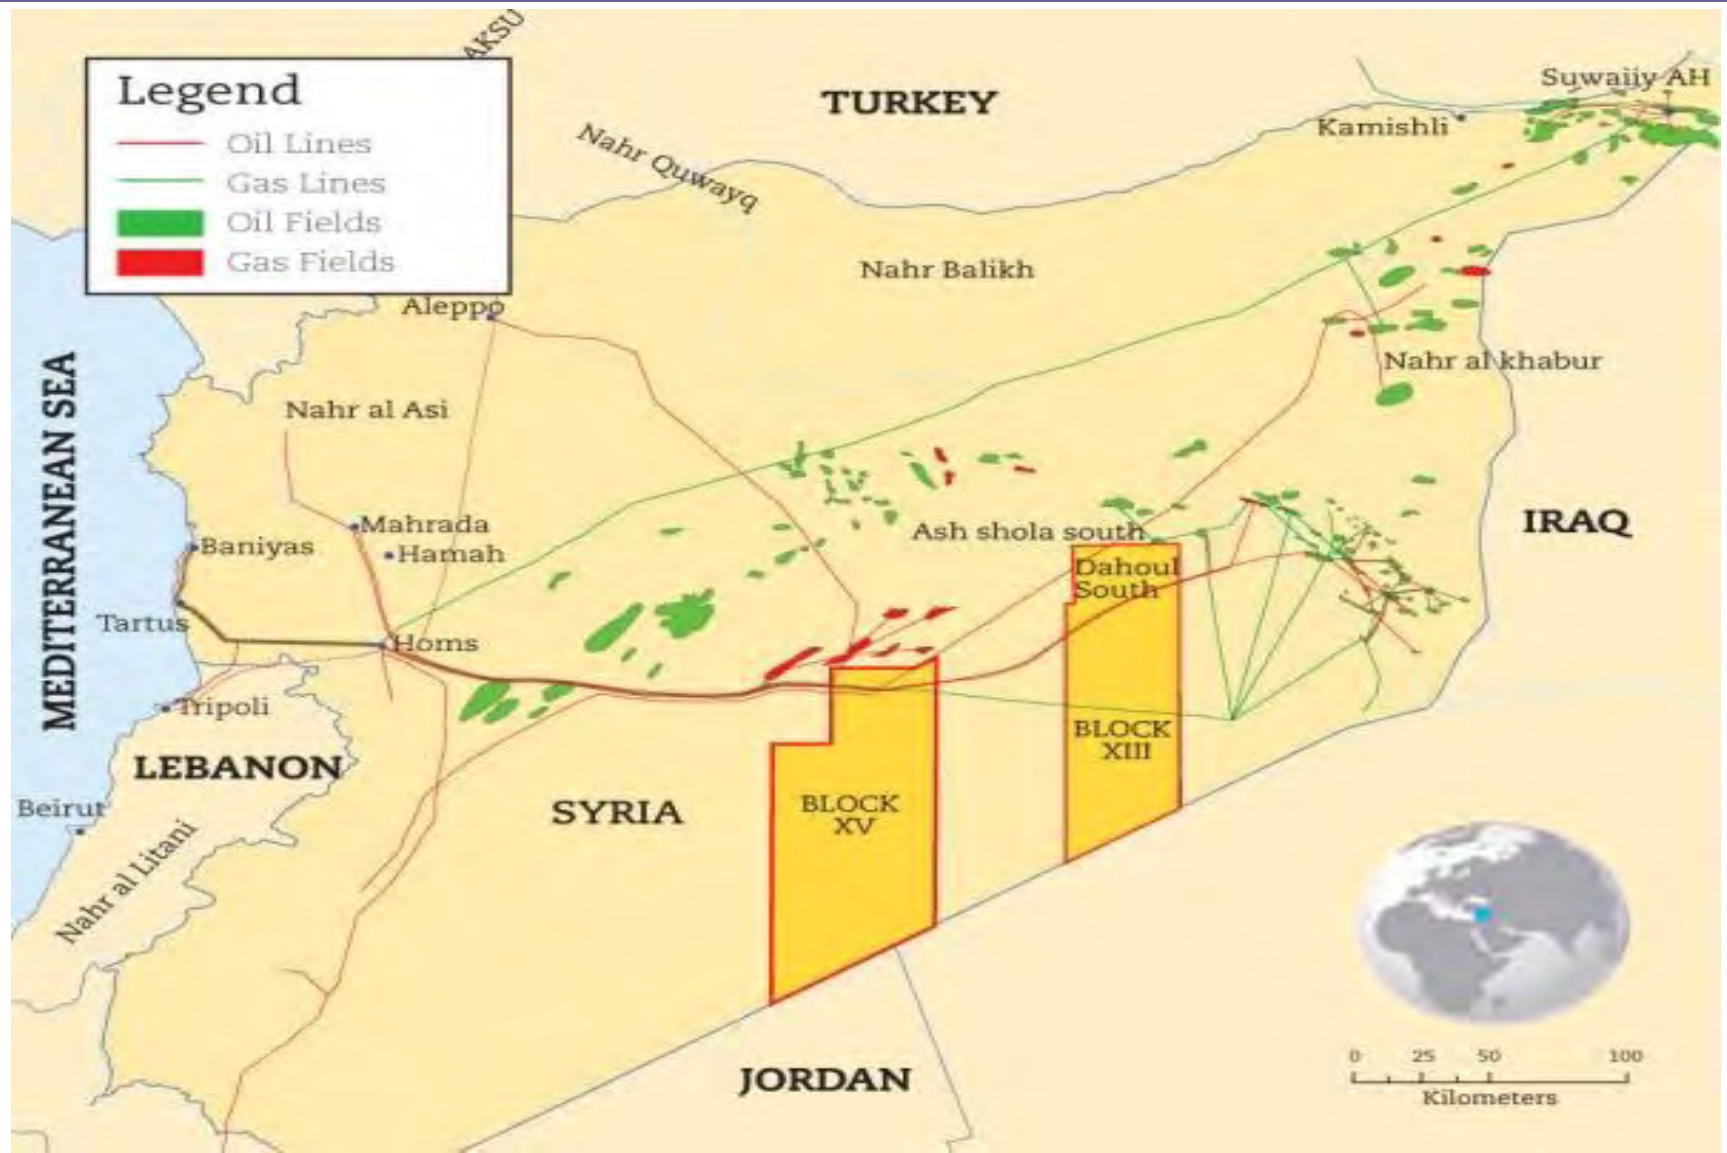 AKSU
Legend
Oil Lines
Gas Lines
Oil Fields
Gas Fields
TURKEY
Suwaiiy AH
Kamishli
Nahr Quwayq
Nahr Balikh
Aleppo
Nahr al khabur
Nahr al Asi
MEDITERRANEAN SEA
Mahrada
Baniyas
Hamah
Ash shola south
IRAQ
Dahoul
South
Tartus
Homs
Tripoli
BLOCK
XIII
LEBANON
Beirut
SYRIA
BLOCK
XV
Nahr al Litani
JORDAN
0 25 50 100
Kilometers